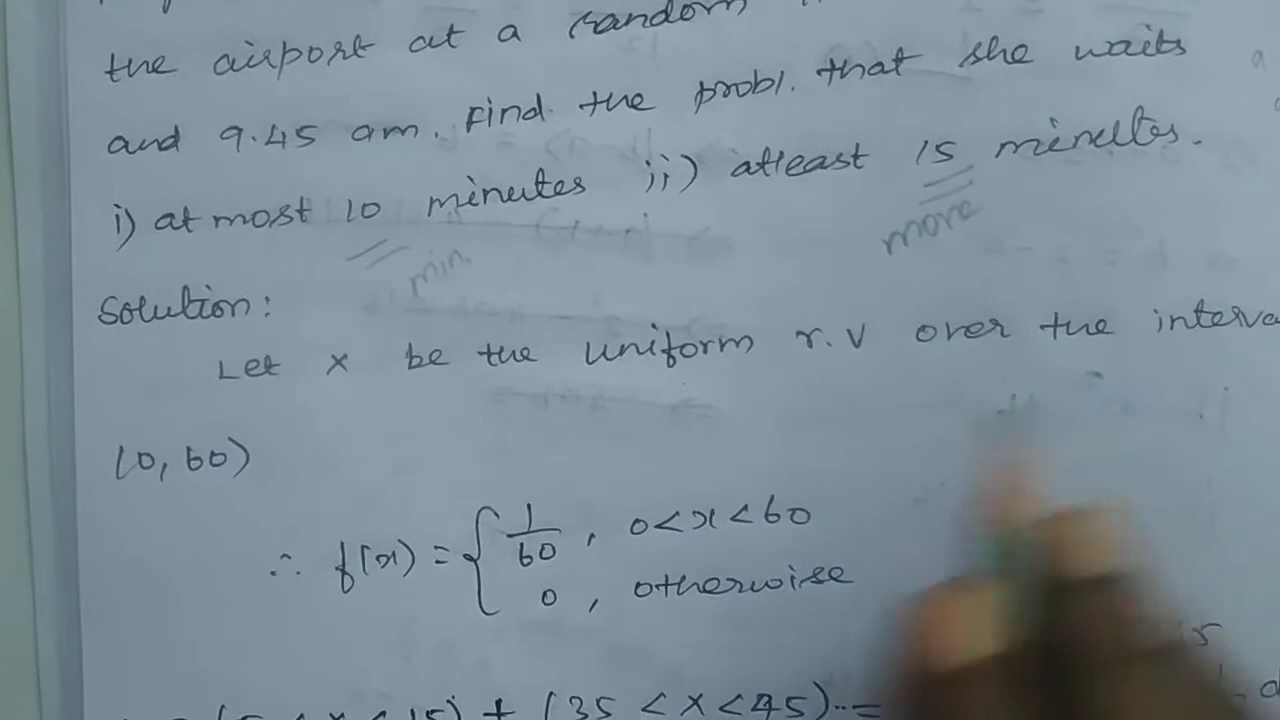 the airport at a random
and 9.45 am. Find the probl. that she waits
i) at most 10 minutes ii) atleast 15 minutes.
min
more
Solution:
Let x be the uniform r.v over the interva
(0, 60)
∴ f(x) = { 1/60 , 0<x<60
0 , otherwise
< x < 15) + (35 < x < 45) =